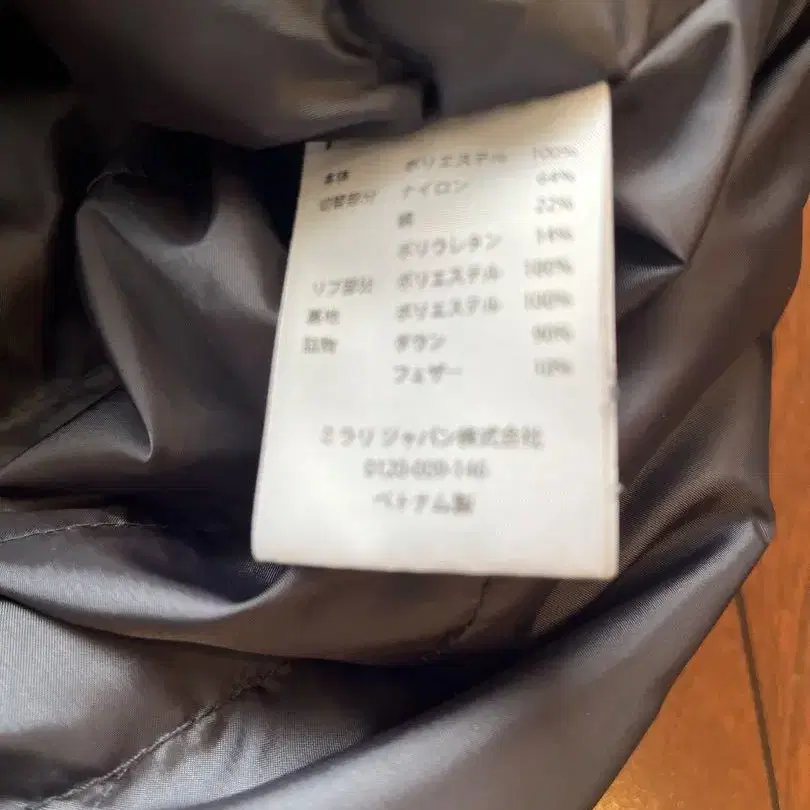 本体 ポリエステル 100%
切替部分 ナイロン 64%
綿 22%
ポリウレタン 14%
リブ部分 ポリエステル 100%
裏地 ポリエステル 100%
詰物 ダウン 90%
フェザー 10%
ミラリ ジャパン株式会社
0120-029-146
ベトナム製